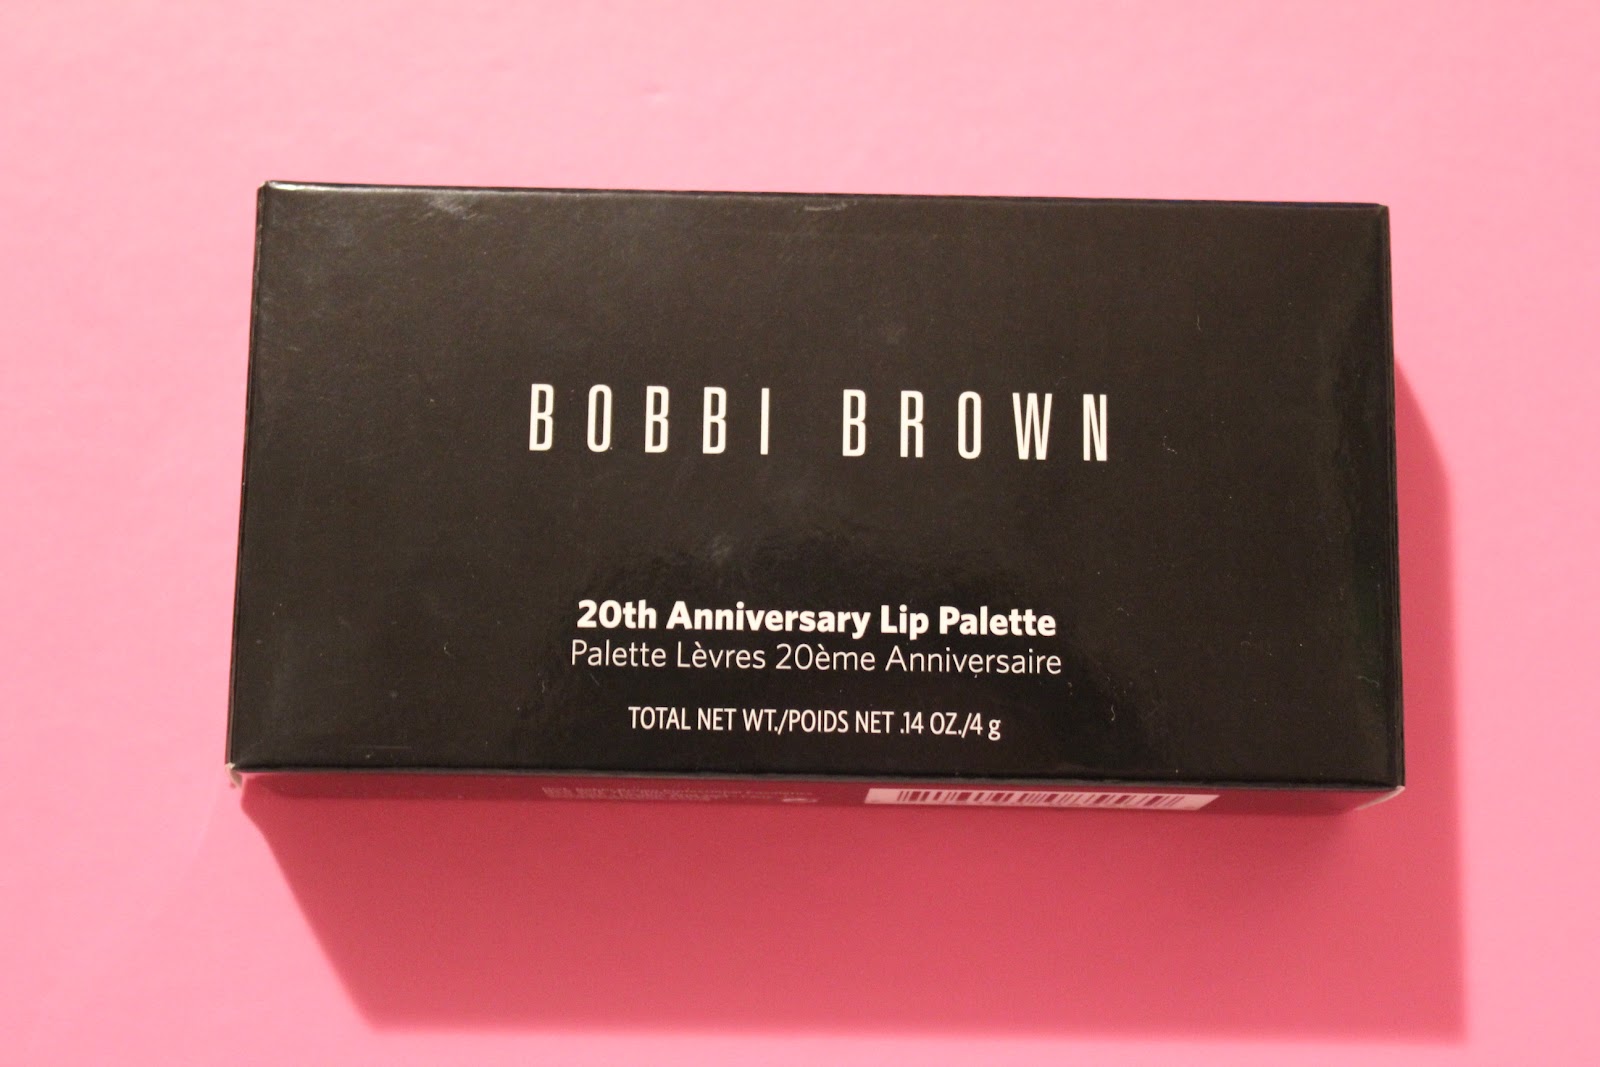 BOBBI BROWN
20th Anniversary Lip Palette
Palette Lèvres 20ème Anniversaire
TOTAL NET WT./POIDS NET .14 OZ./4 g